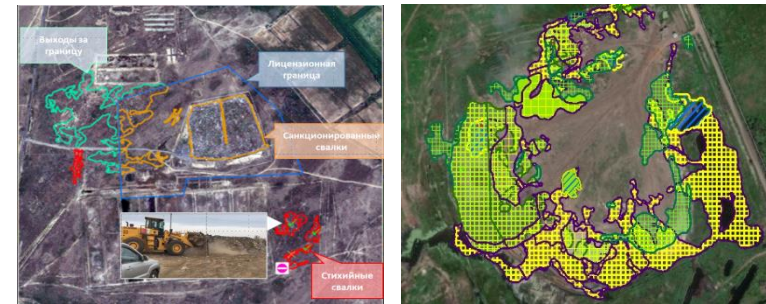 Выходы за
границу
Лицензионная
граница
Санкционированные
свалки
Стихийные
свалки